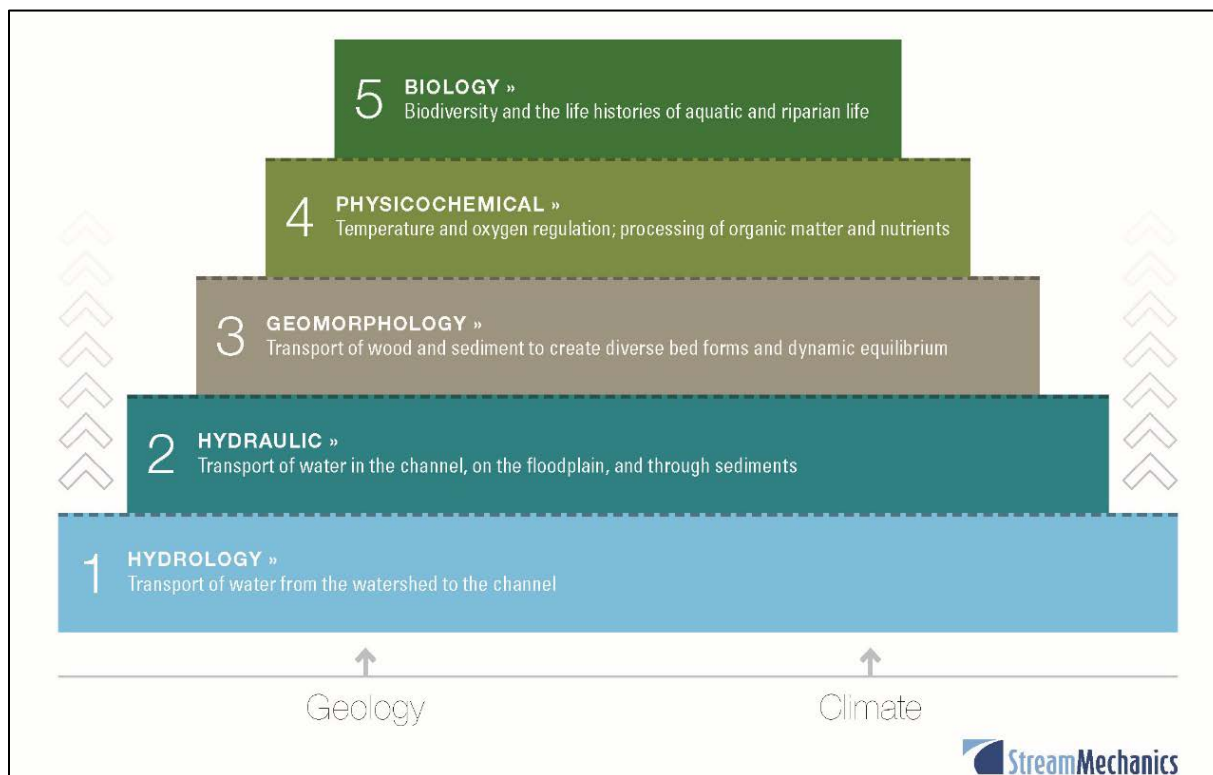 5
BIOLOGY »
Biodiversity and the life histories of aquatic and riparian life
4
PHYSICOCHEMICAL »
Temperature and oxygen regulation; processing of organic matter and nutrients
3
GEOMORPHOLOGY »
Transport of wood and sediment to create diverse bed forms and dynamic equilibrium
2
HYDRAULIC »
Transport of water in the channel, on the floodplain, and through sediments
1
HYDROLOGY »
Transport of water from the watershed to the channel
Geology
Climate
StreamMechanics